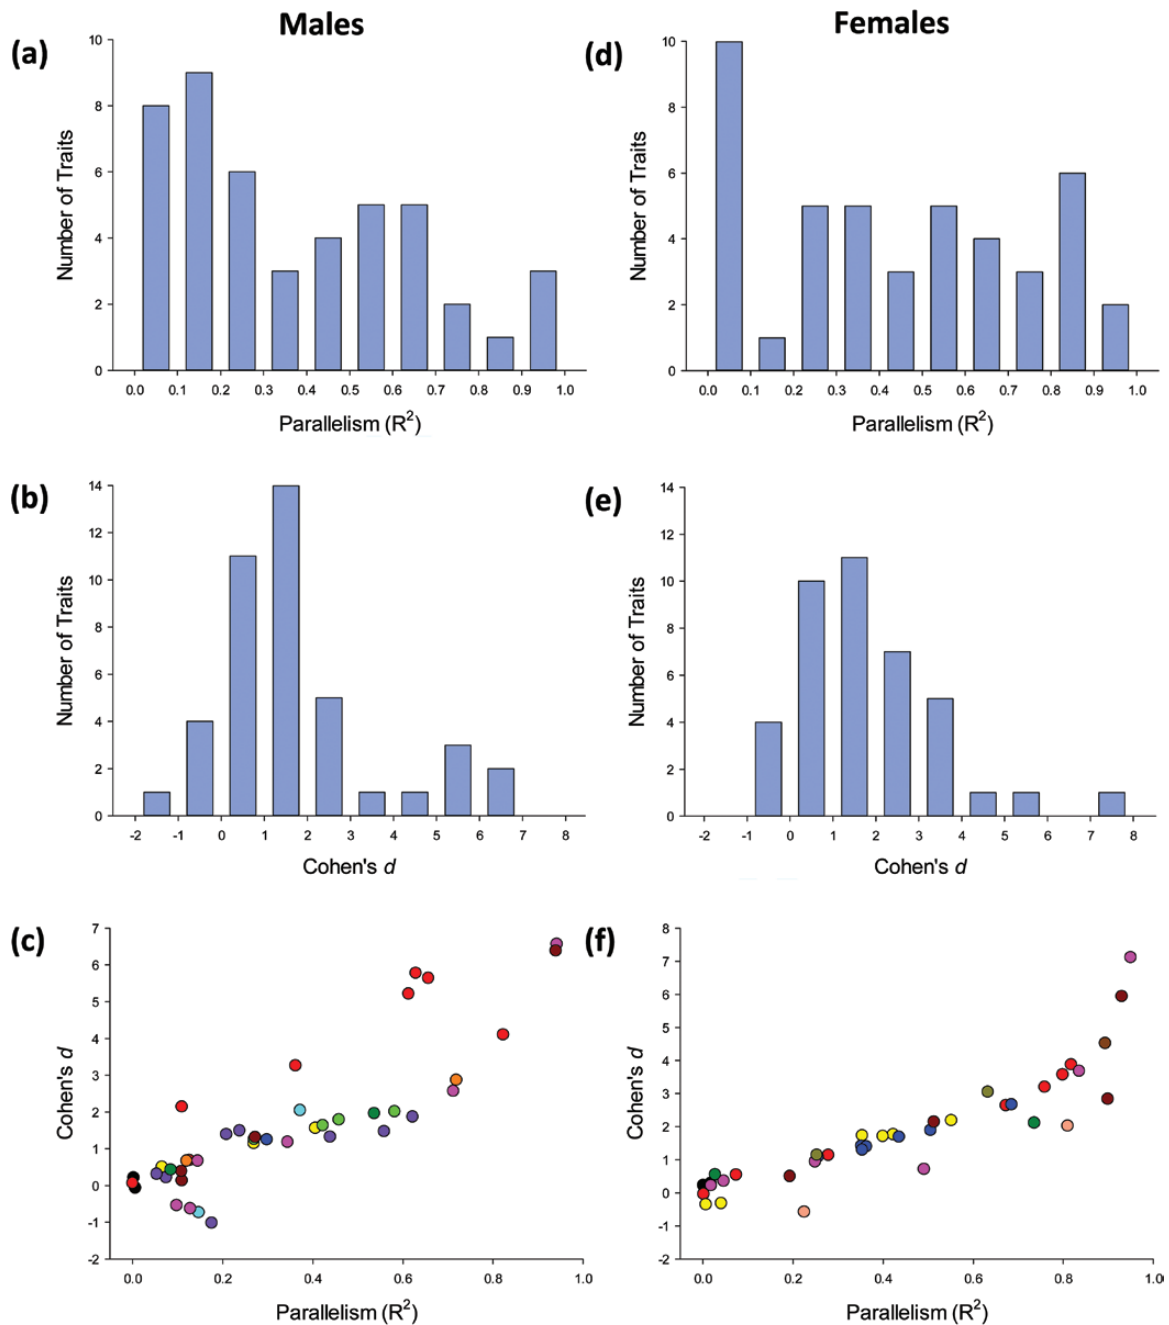 Males
Females
(a)
10
8
6
4
2
0
Number of Traits
0.0 0.1 0.2 0.3 0.4 0.5 0.6 0.7 0.8 0.9 1.0
Parallelism (R²)
(d)
10
8
6
4
2
0
Number of Traits
0.0 0.1 0.2 0.3 0.4 0.5 0.6 0.7 0.8 0.9 1.0
Parallelism (R²)
(b)
14
12
10
8
6
4
2
0
Number of Traits
-2 -1 0 1 2 3 4 5 6 7 8
Cohen's d
(e)
14
12
10
8
6
4
2
0
Number of Traits
-2 -1 0 1 2 3 4 5 6 7 8
Cohen's d
(c)
7
6
5
4
3
2
1
0
-1
-2
Cohen's d
0.0 0.2 0.4 0.6 0.8 1.0
Parallelism (R²)
(f)
8
7
6
5
4
3
2
1
0
-1
-2
Cohen's d
0.0 0.2 0.4 0.6 0.8 1.0
Parallelism (R²)